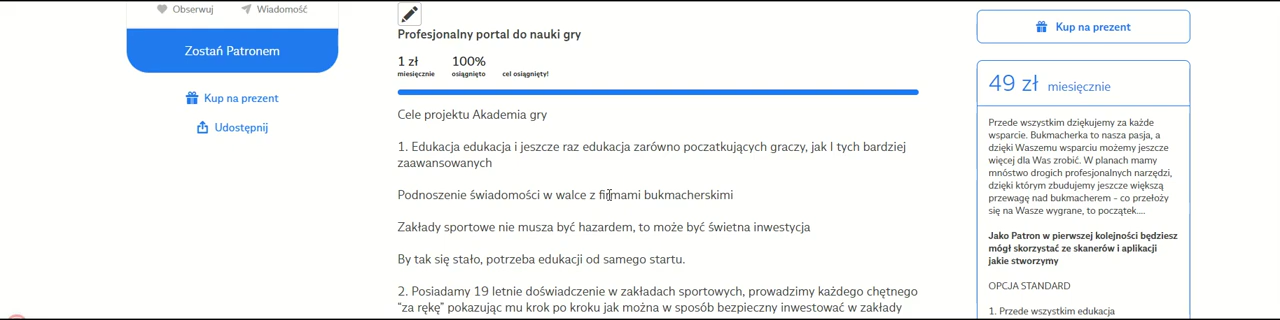 Obserwuj Wiadomość
Zostań Patronem
Kup na prezent
Udostępnij
Profesjonalny portal do nauki gry
1 zł 100%
miesięcznie osiągnięto cel osiągnięty!
Cele projektu Akademia gry
1. Edukacja edukacja i jeszcze raz edukacja zarówno poczatkujących graczy, jak I tych bardziej
zaawansowanych
Podnoszenie świadomości w walce z firmami bukmacherskimi
Zakłady sportowe nie musza być hazardem, to może być świetna inwestycja
By tak się stało, potrzeba edukacji od samego startu.
2. Posiadamy 19 letnie doświadczenie w zakładach sportowych, prowadzimy każdego chętnego
"za rękę" pokazując mu krok po kroku jak można w sposób bezpieczny inwestować w zakłady
Kup na prezent
49 zł miesięcznie
Przede wszystkim dziękujemy za każde
wsparcie. Bukmacherka to nasza pasja, a
dzięki Waszemu wsparciu możemy jeszcze
więcej dla Was zrobić. W planach mamy
mnóstwo drogich profesjonalnych narzędzi,
dzięki którym zbudujemy jeszcze większą
przewagę nad bukmacherem - co przełoży
się na Wasze wygrane, to początek....
Jako Patron w pierwszej kolejności będziesz
mógł skorzystać ze skanerów i aplikacji
jakie stworzymy
OPCJA STANDARD
1. Przede wszystkim edukacja